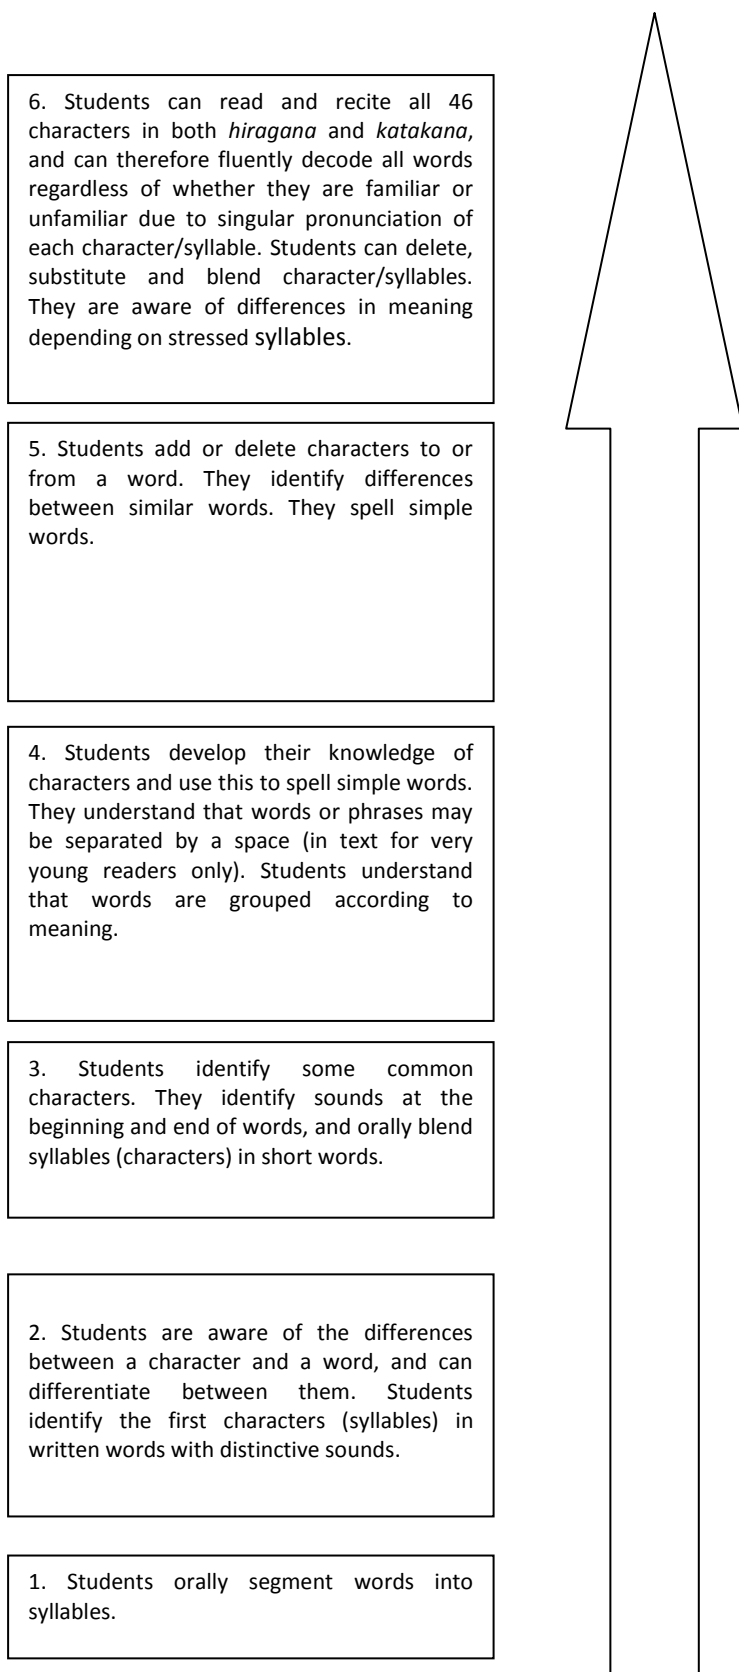 6. Students can read and recite all 46
characters in both hiragana and katakana,
and can therefore fluently decode all words
regardless of whether they are familiar or
unfamiliar due to singular pronunciation of
each character/syllable. Students can delete,
substitute and blend character/syllables.
They are aware of differences in meaning
depending on stressed syllables.
5. Students add or delete characters to or
from a word. They identify differences
between similar words. They spell simple
words.
4. Students develop their knowledge of
characters and use this to spell simple words.
They understand that words or phrases may
be separated by a space (in text for very
young readers only). Students understand
that words are grouped according to
meaning.
3. Students identify some common
characters. They identify sounds at the
beginning and end of words, and orally blend
syllables (characters) in short words.
2. Students are aware of the differences
between a character and a word, and can
differentiate between them. Students
identify the first characters (syllables) in
written words with distinctive sounds.
1. Students orally segment words into
syllables.